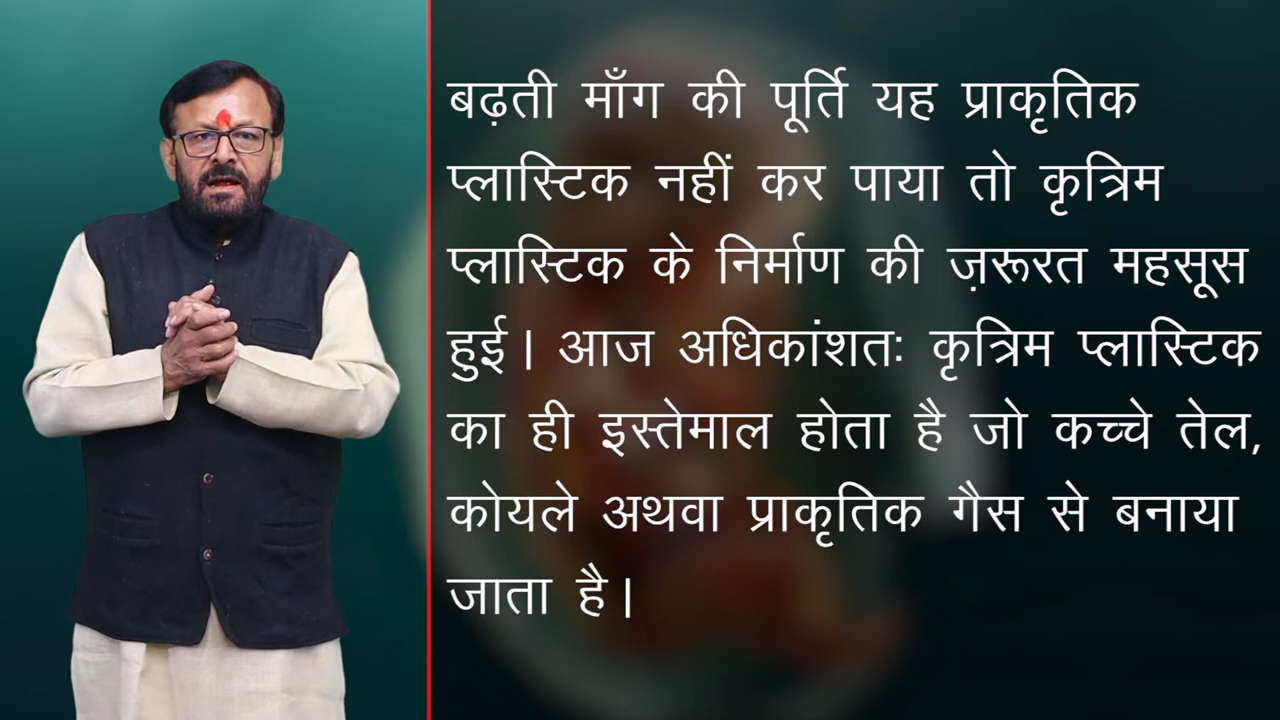 बढ़ती माँग की पूर्ति यह प्राकृतिक
प्लास्टिक नहीं कर पाया तो कृत्रिम
प्लास्टिक के निर्माण की ज़रूरत महसूस
हुई। आज अधिकांशतः कृत्रिम प्लास्टिक
का ही इस्तेमाल होता है जो कच्चे तेल,
कोयले अथवा प्राकृतिक गैस से बनाया
जाता है।